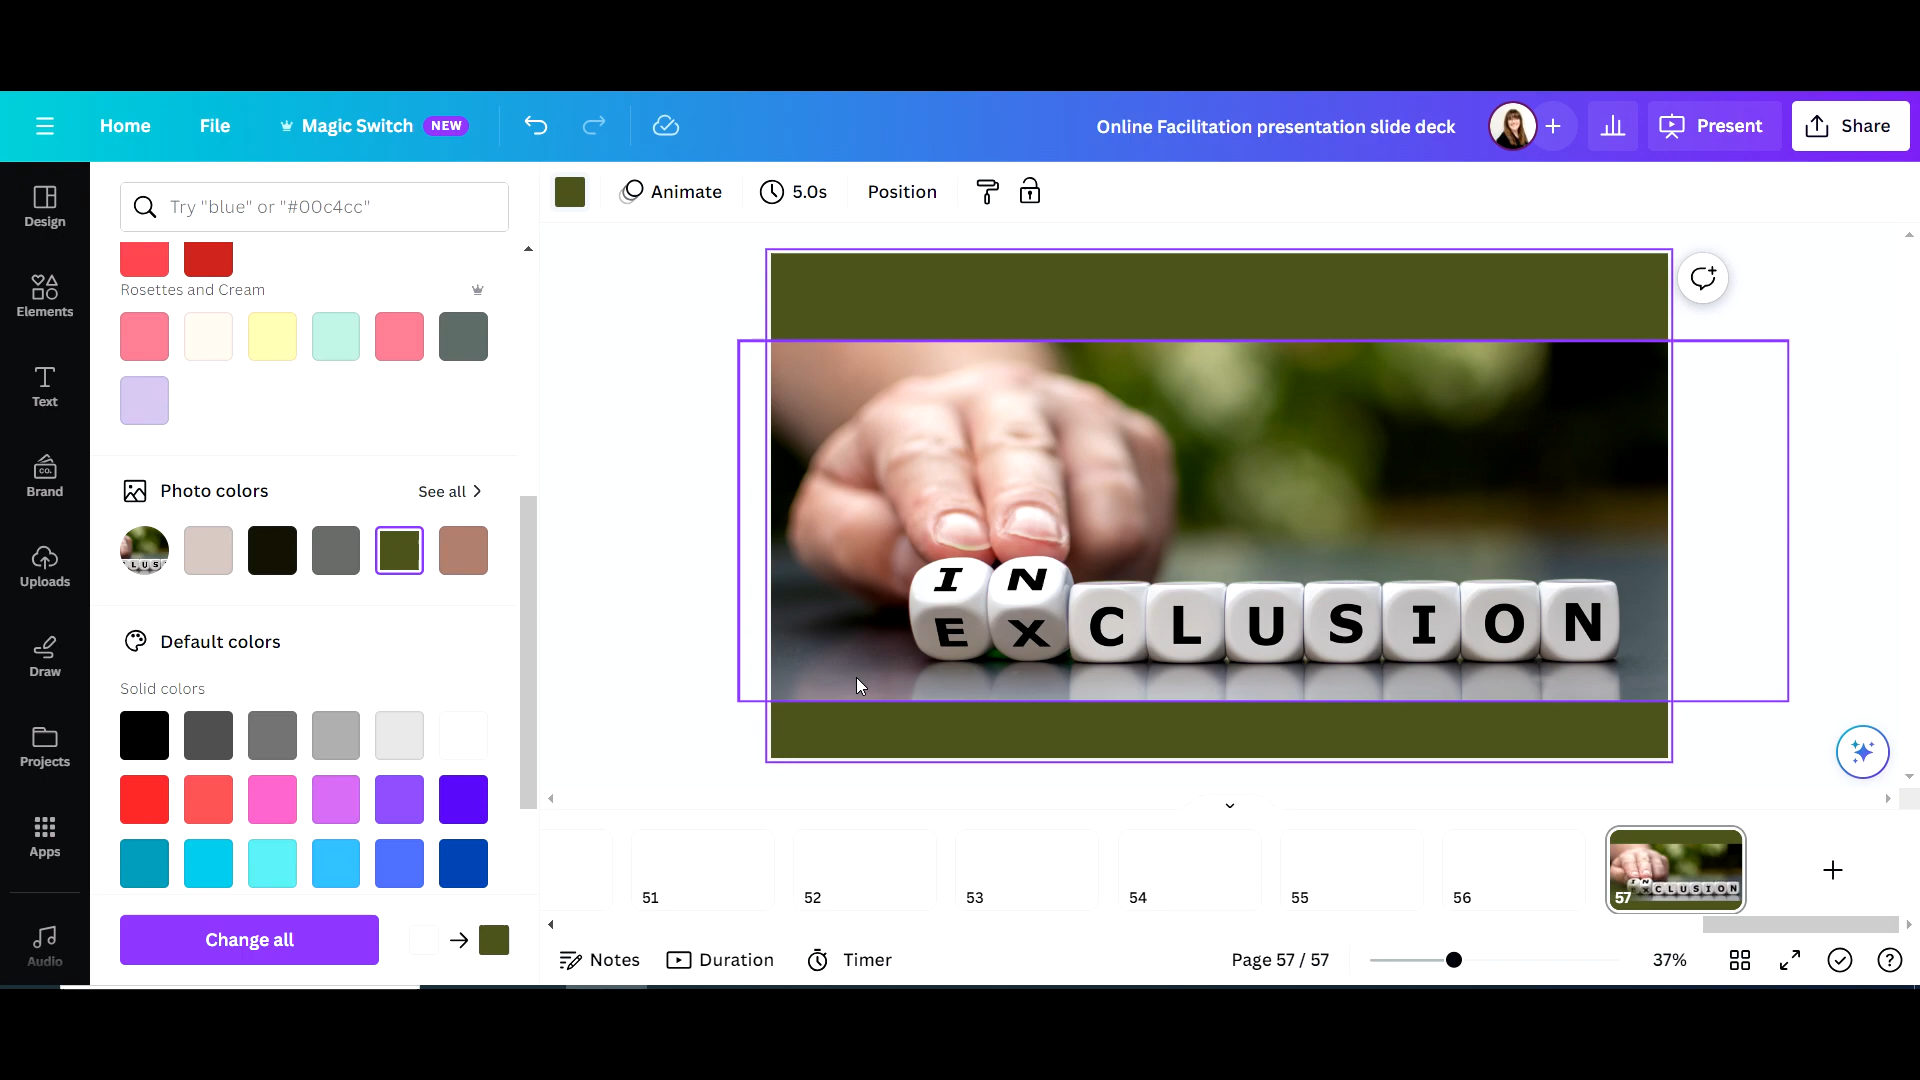 Home File Magic Switch NEW Online Facilitation presentation slide deck Present Share
Design
Elements
Text
Brand
CO.
Uploads
Draw
Projects
Apps
Audio
Try "blue" or "#00c4cc"
Rosettes and Cream
Photo colors See all
LUS
Default colors
Solid colors
Change all
Animate 5.0s Position
I N
E X C L U S I O N
51 52 53 54 55 56 57
I N
E X C L U S I O N
Notes Duration Timer Page 57 / 57 37%